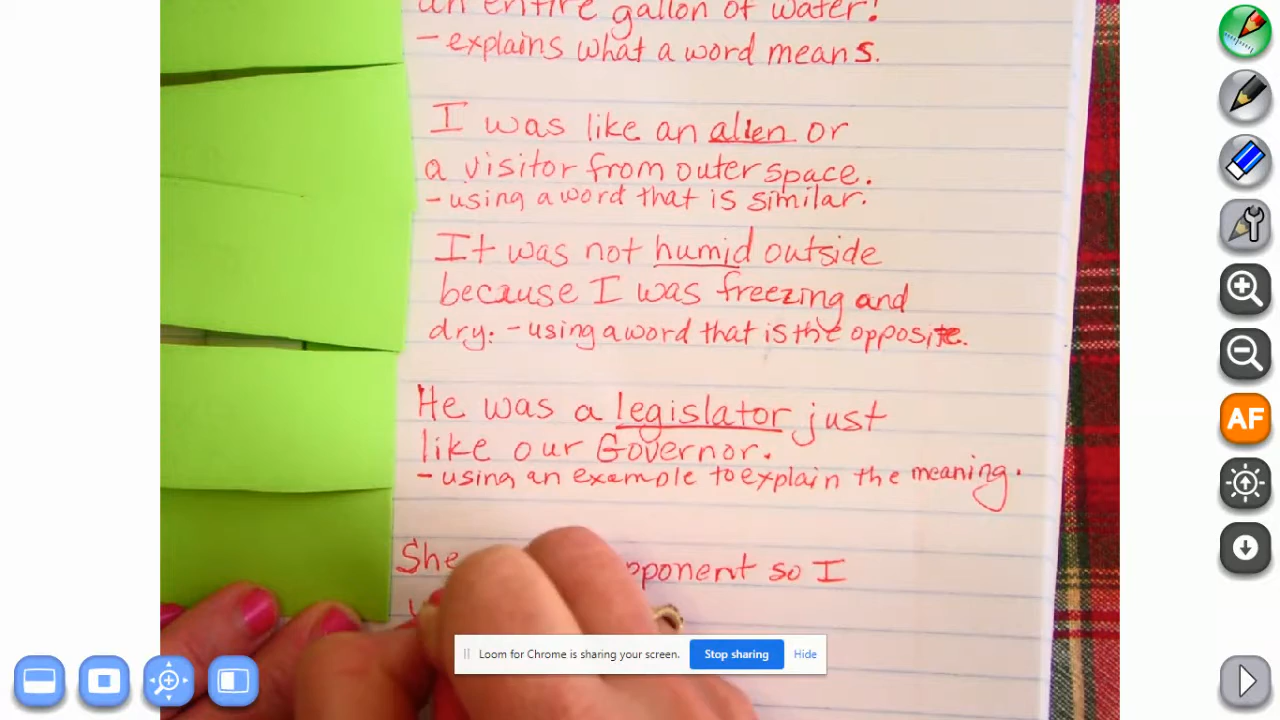 an entire gallon of water!
- explains what a word means.
I was like an alien or
a visitor from outer space.
- using a word that is similar.
It was not humid outside
because I was freezing and
dry. - using a word that is the opposite.
He was a legislator just
like our Governor.
- using an example to explain the meaning.
She opponent so I
AF
Loom for Chrome is sharing your screen. Stop sharing Hide